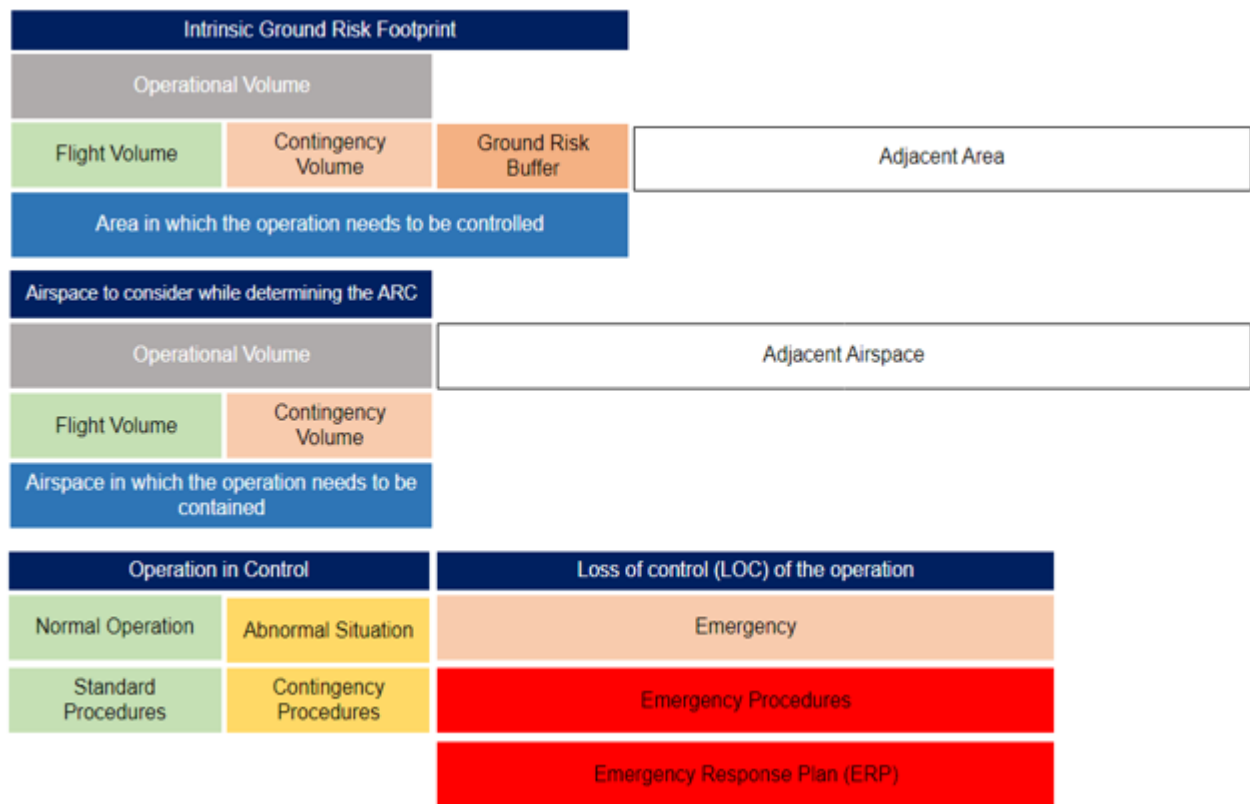 Intrinsic Ground Risk Footprint
Operational Volume
Flight Volume
Contingency
Volume
Ground Risk
Buffer
Adjacent Area
Area in which the operation needs to be controlled
Airspace to consider while determining the ARC
Operational Volume
Adjacent Airspace
Flight Volume
Contingency
Volume
Airspace in which the operation needs to be
contained
Operation in Control
Loss of control (LOC) of the operation
Normal Operation
Abnormal Situation
Emergency
Standard
Procedures
Contingency
Procedures
Emergency Procedures
Emergency Response Plan (ERP)